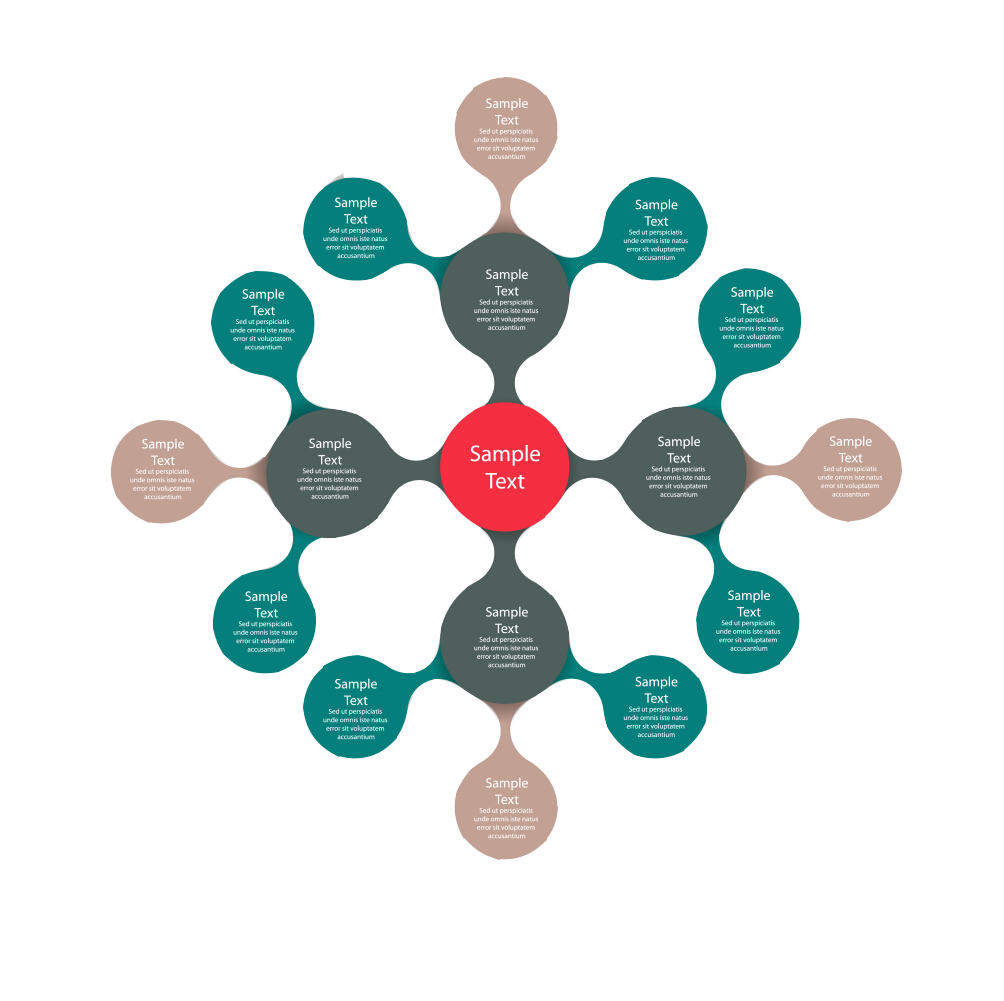 Sample
Text
Sed ut perspiciatis
unde omnis iste natus
error sit voluptatem
accusantium
Sample
Text
Sed ut perspiciatis
unde omnis iste natus
error sit voluptatem
accusantium
Sample
Text
Sed ut perspiciatis
unde omnis iste natus
error sit voluptatem
accusantium
Sample
Text
Sed ut perspiciatis
unde omnis iste natus
error sit voluptatem
accusantium
Sample
Text
Sed ut perspiciatis
unde omnis iste natus
error sit voluptatem
accusantium
Sample
Text
Sed ut perspiciatis
unde omnis iste natus
error sit voluptatem
accusantium
Sample
Text
Sed ut perspiciatis
unde omnis iste natus
error sit voluptatem
accusantium
Sample
Text
Sed ut perspiciatis
unde omnis iste natus
error sit voluptatem
accusantium
Sample
Text
Sample
Text
Sed ut perspiciatis
unde omnis iste natus
error sit voluptatem
accusantium
Sample
Text
Sed ut perspiciatis
unde omnis iste natus
error sit voluptatem
accusantium
Sample
Text
Sed ut perspiciatis
unde omnis iste natus
error sit voluptatem
accusantium
Sample
Text
Sed ut perspiciatis
unde omnis iste natus
error sit voluptatem
accusantium
Sample
Text
Sed ut perspiciatis
unde omnis iste natus
error sit voluptatem
accusantium
Sample
Text
Sed ut perspiciatis
unde omnis iste natus
error sit voluptatem
accusantium
Sample
Text
Sed ut perspiciatis
unde omnis iste natus
error sit voluptatem
accusantium
Sample
Text
Sed ut perspiciatis
unde omnis iste natus
error sit voluptatem
accusantium